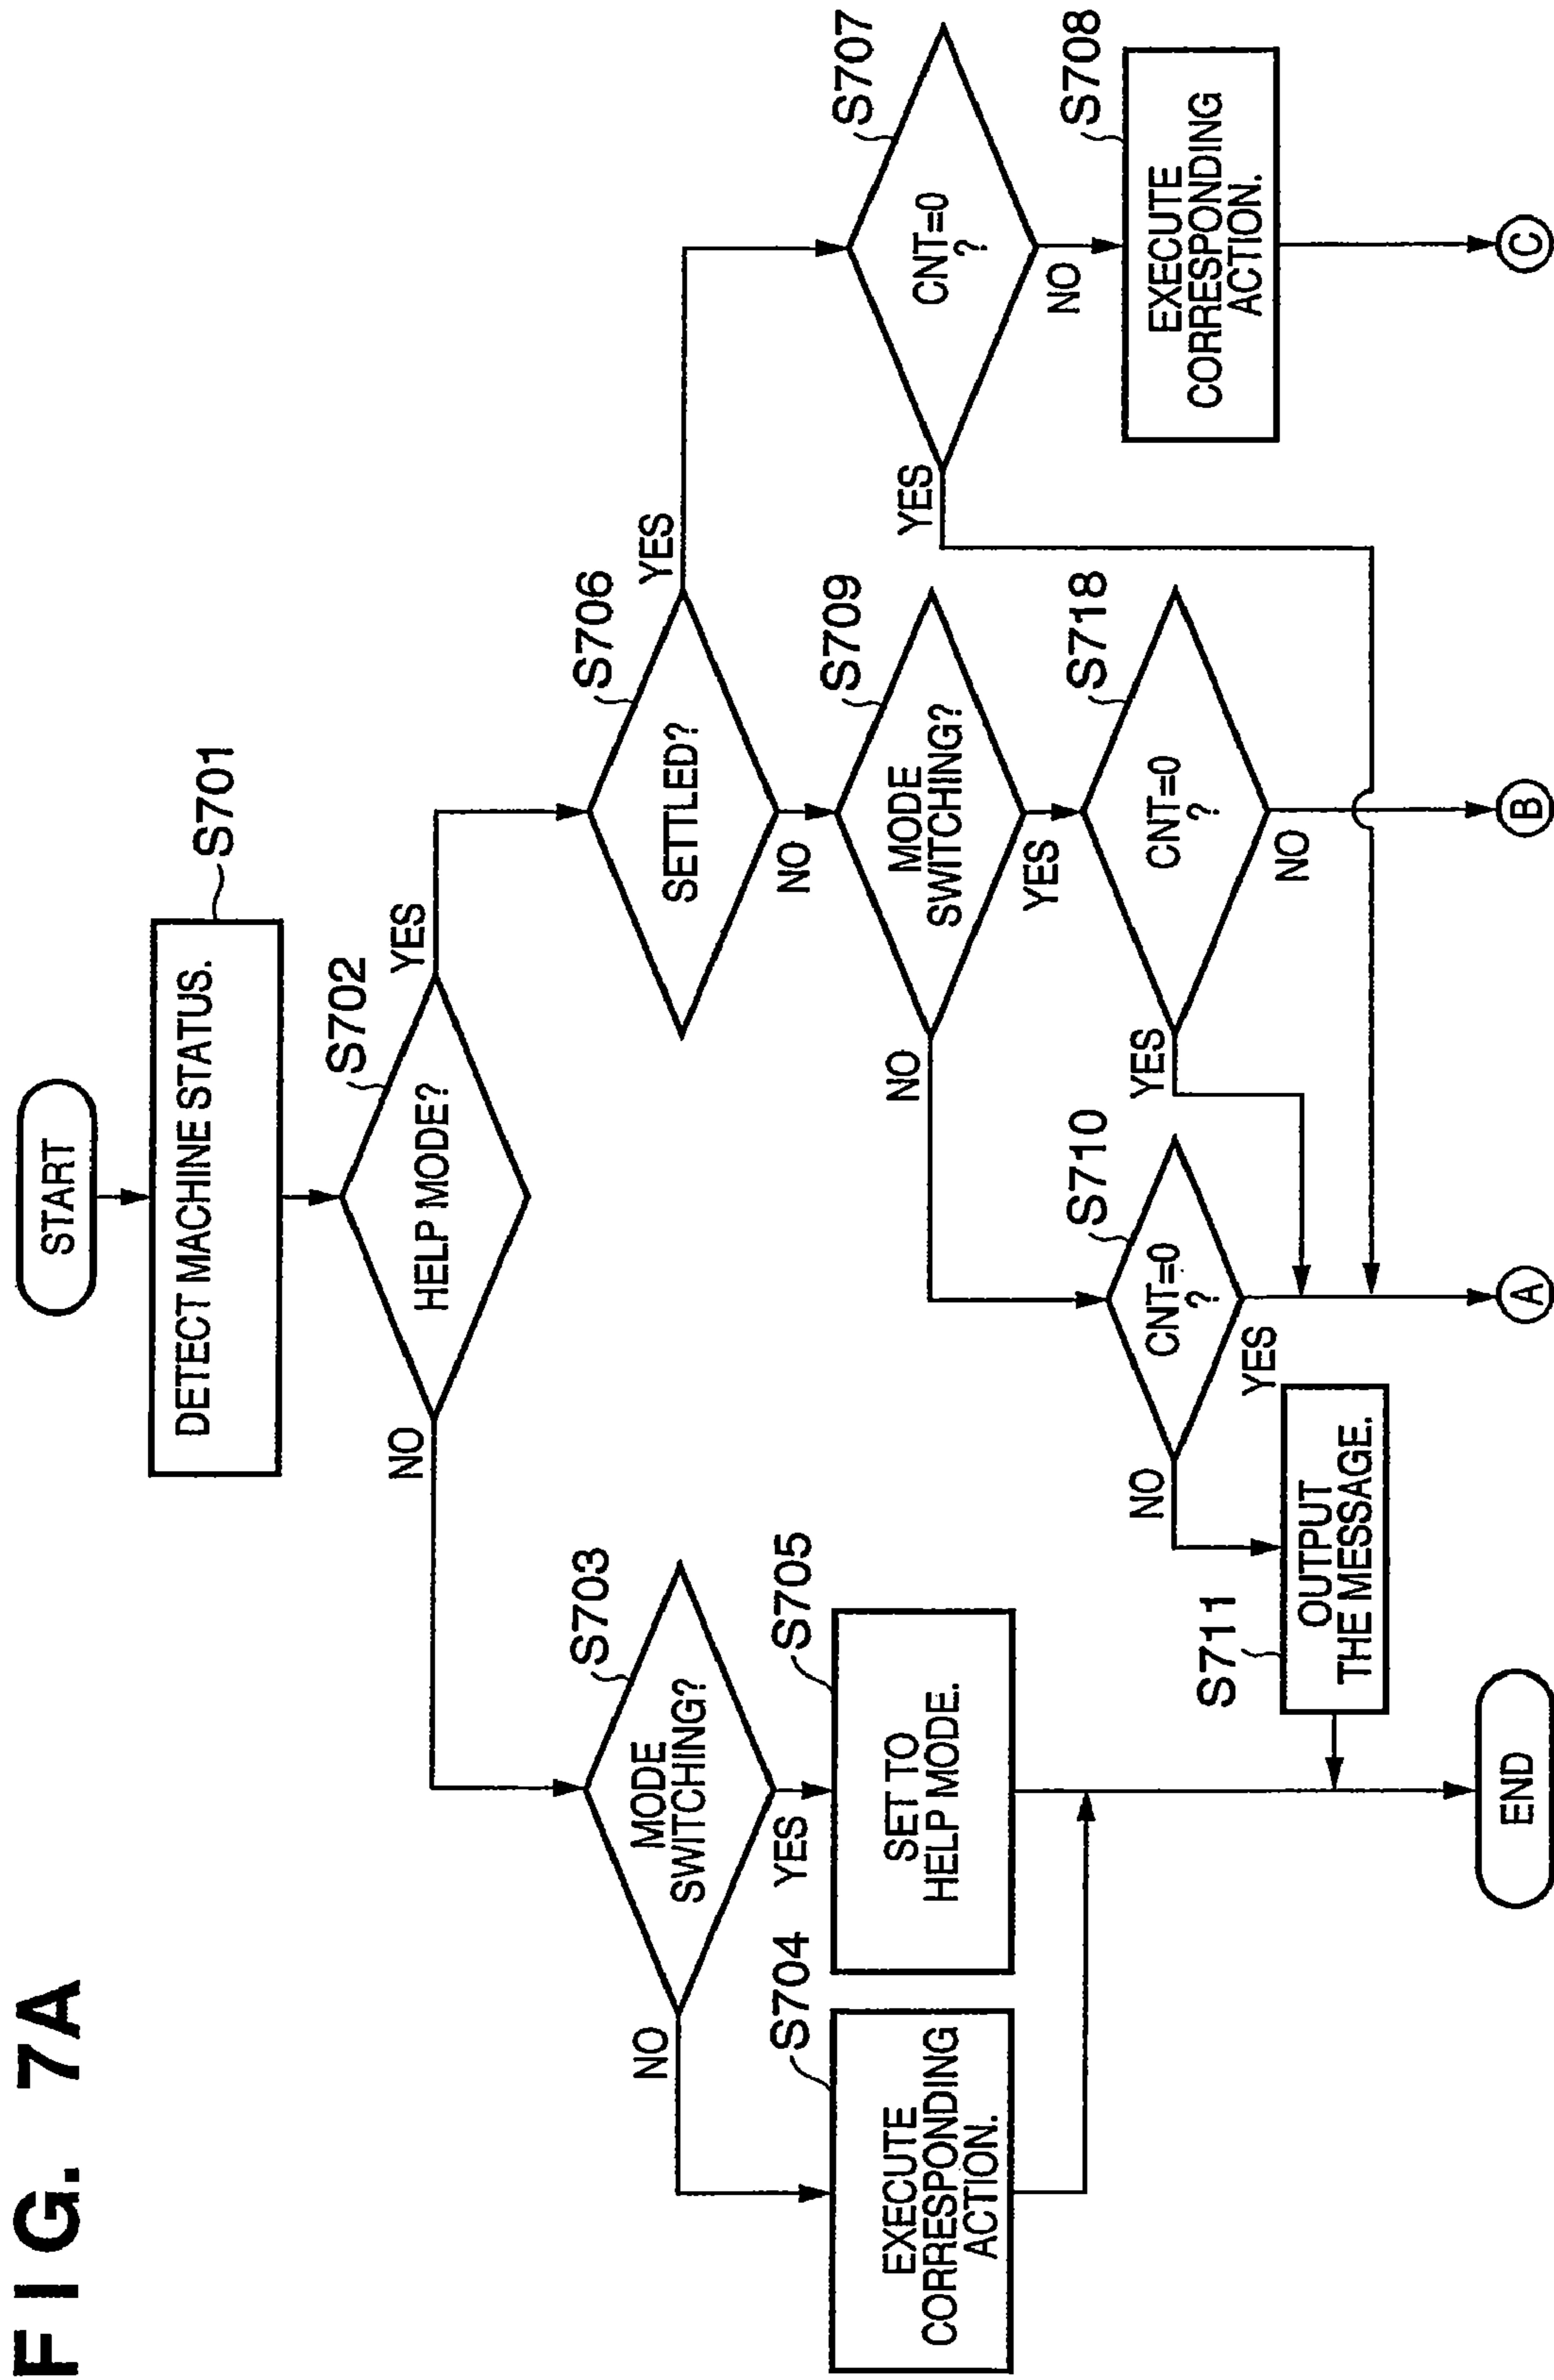 FIG. 7A
START
DETECT MACHINE STATUS.
S701
HELP MODE?
S702
NO
YES
MODE
SWITCHING?
S703
NO
YES
EXECUTE
CORRESPONDING
ACTION.
S704
SET TO
HELP MODE.
S705
SETTLED?
S706
YES
NO
CNT=0
?
S707
YES
NO
EXECUTE
CORRESPONDING
ACTION.
S708
MODE
SWITCHING?
S709
NO
YES
CNT=0
?
S710
NO
YES
OUTPUT
THE MESSAGE.
S711
CNT=0
?
S718
YES
NO
END
A
B
C